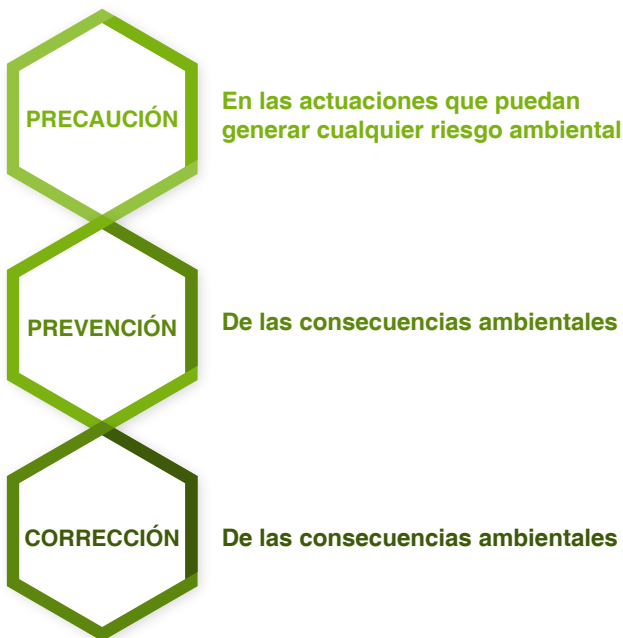 PRECAUCIÓN
En las actuaciones que puedan
generar cualquier riesgo ambiental
PREVENCIÓN
De las consecuencias ambientales
CORRECCIÓN
De las consecuencias ambientales